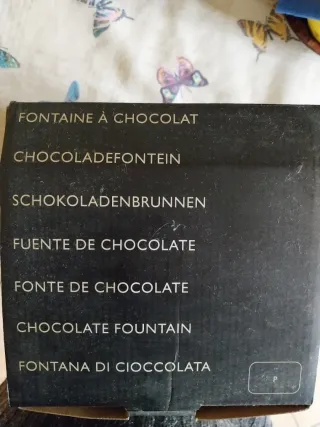 FONTAINE À CHOCOLAT
CHOCOLADEFONTEIN
SCHOKOLADENBRUNNEN
FUENTE DE CHOCOLATE
FONTE DE CHOCOLATE
CHOCOLATE FOUNTAIN
FONTANA DI CIOCCOLATA